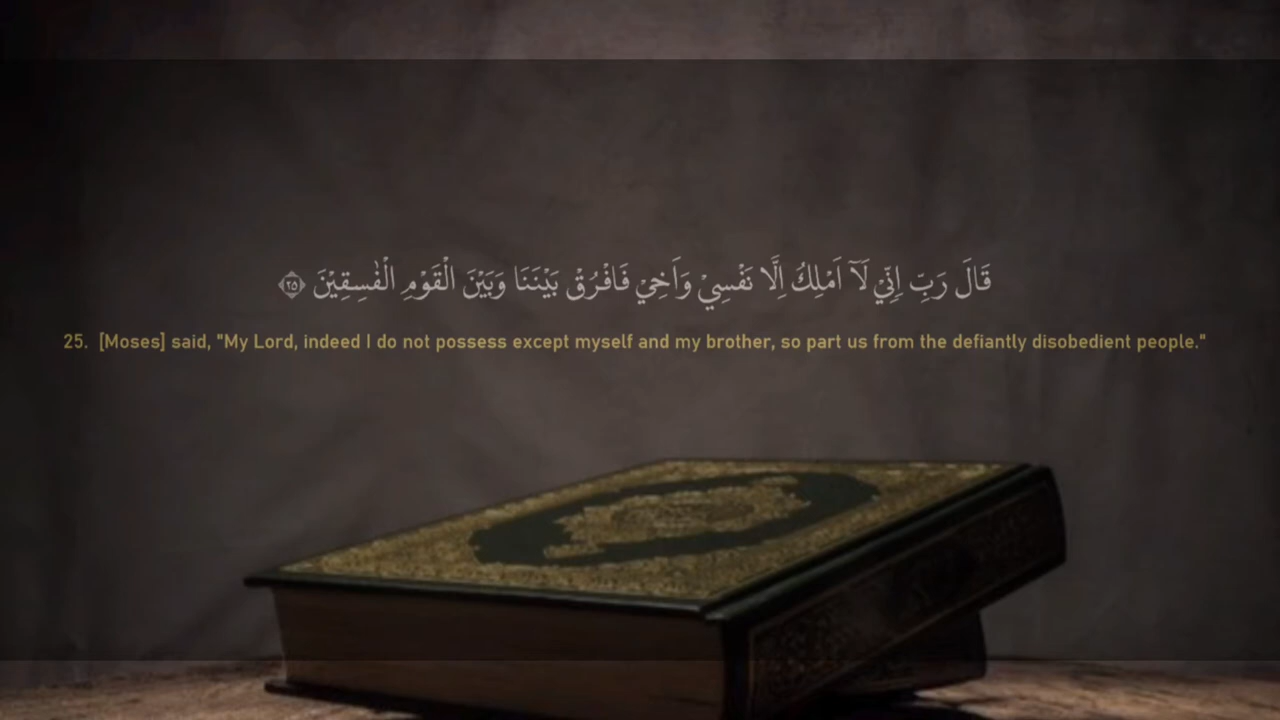 قَالَ رَبِّ اِنِّيْ لَآ اَمْلِكُ اِلَّا نَفْسِيْ وَاَخِيْ فَافْرُقْ بَيْنَنَا وَبَيْنَ الْقَوْمِ الْفٰسِقِيْنَ ٢٥
25. [Moses] said, "My Lord, indeed I do not possess except myself and my brother, so part us from the defiantly disobedient people."